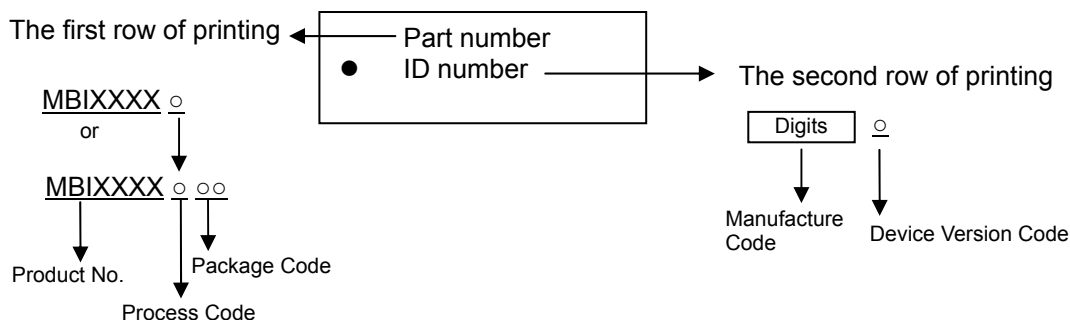 The first row of printing
Part number
ID number
The second row of printing
MBIXXXX ○
or
MBIXXXX ○ ○○
Product No.
Package Code
Process Code
Digits ○
Manufacture
Code
Device Version Code